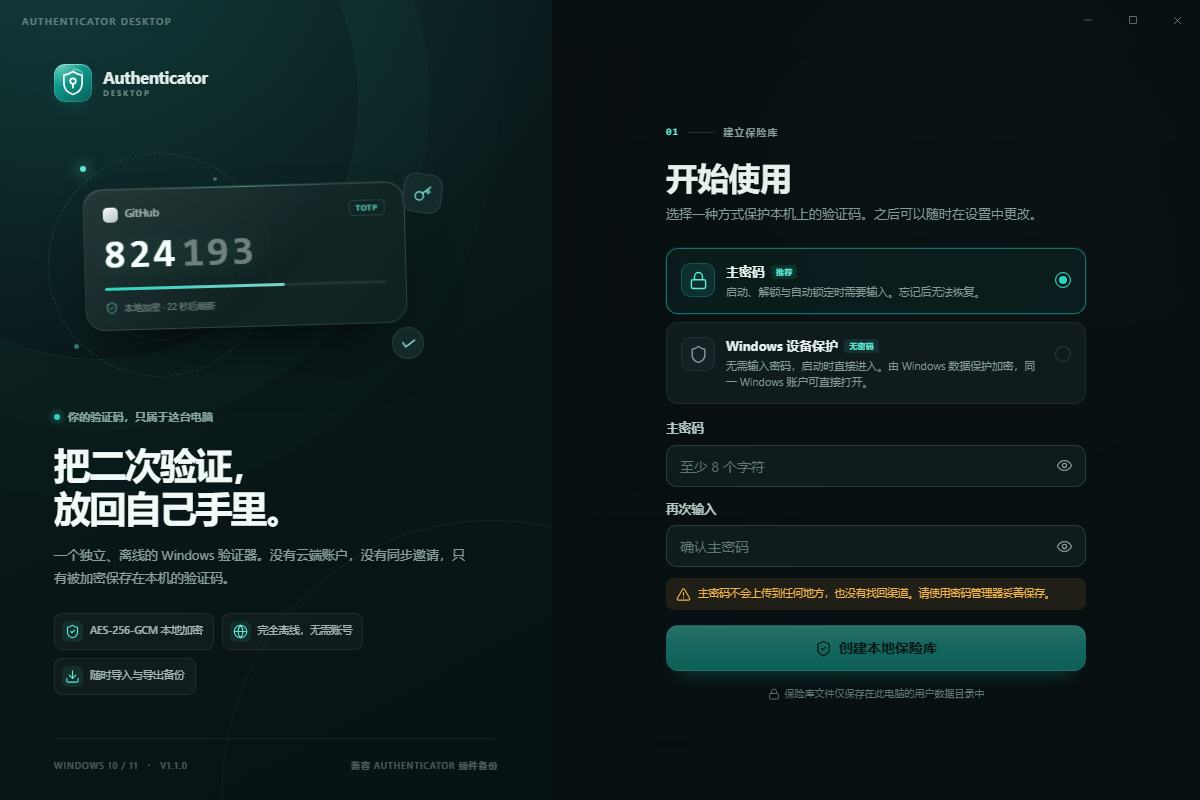 AUTHENTICATOR DESKTOP
Authenticator
DESKTOP
GitHub
TOTP
824193
本地加密 · 22 秒后刷新
你的验证码，只属于这台电脑
把二次验证，
放回自己手里。
一个独立、离线的 Windows 验证器。没有云端账户，没有同步邀请，只
有被加密保存在本机的验证码。
AES-256-GCM 本地加密
完全离线，无需账号
随时导入与导出备份
WINDOWS 10 / 11 · V1.1.0
兼容 AUTHENTICATOR 插件备份
01 建立保险库
开始使用
选择一种方式保护本机上的验证码。之后可以随时在设置中更改。
主密码 推荐
启动、解锁与自动锁定时需要输入。忘记后无法恢复。
Windows 设备保护 无密码
无需输入密码，启动时直接进入。由 Windows 数据保护加密，同
一 Windows 账户可直接打开。
主密码
至少 8 个字符
再次输入
确认主密码
主密码不会上传到任何地方，也没有找回渠道。请使用密码管理器妥善保存。
创建本地保险库
保险库文件仅保存在此电脑的用户数据目录中